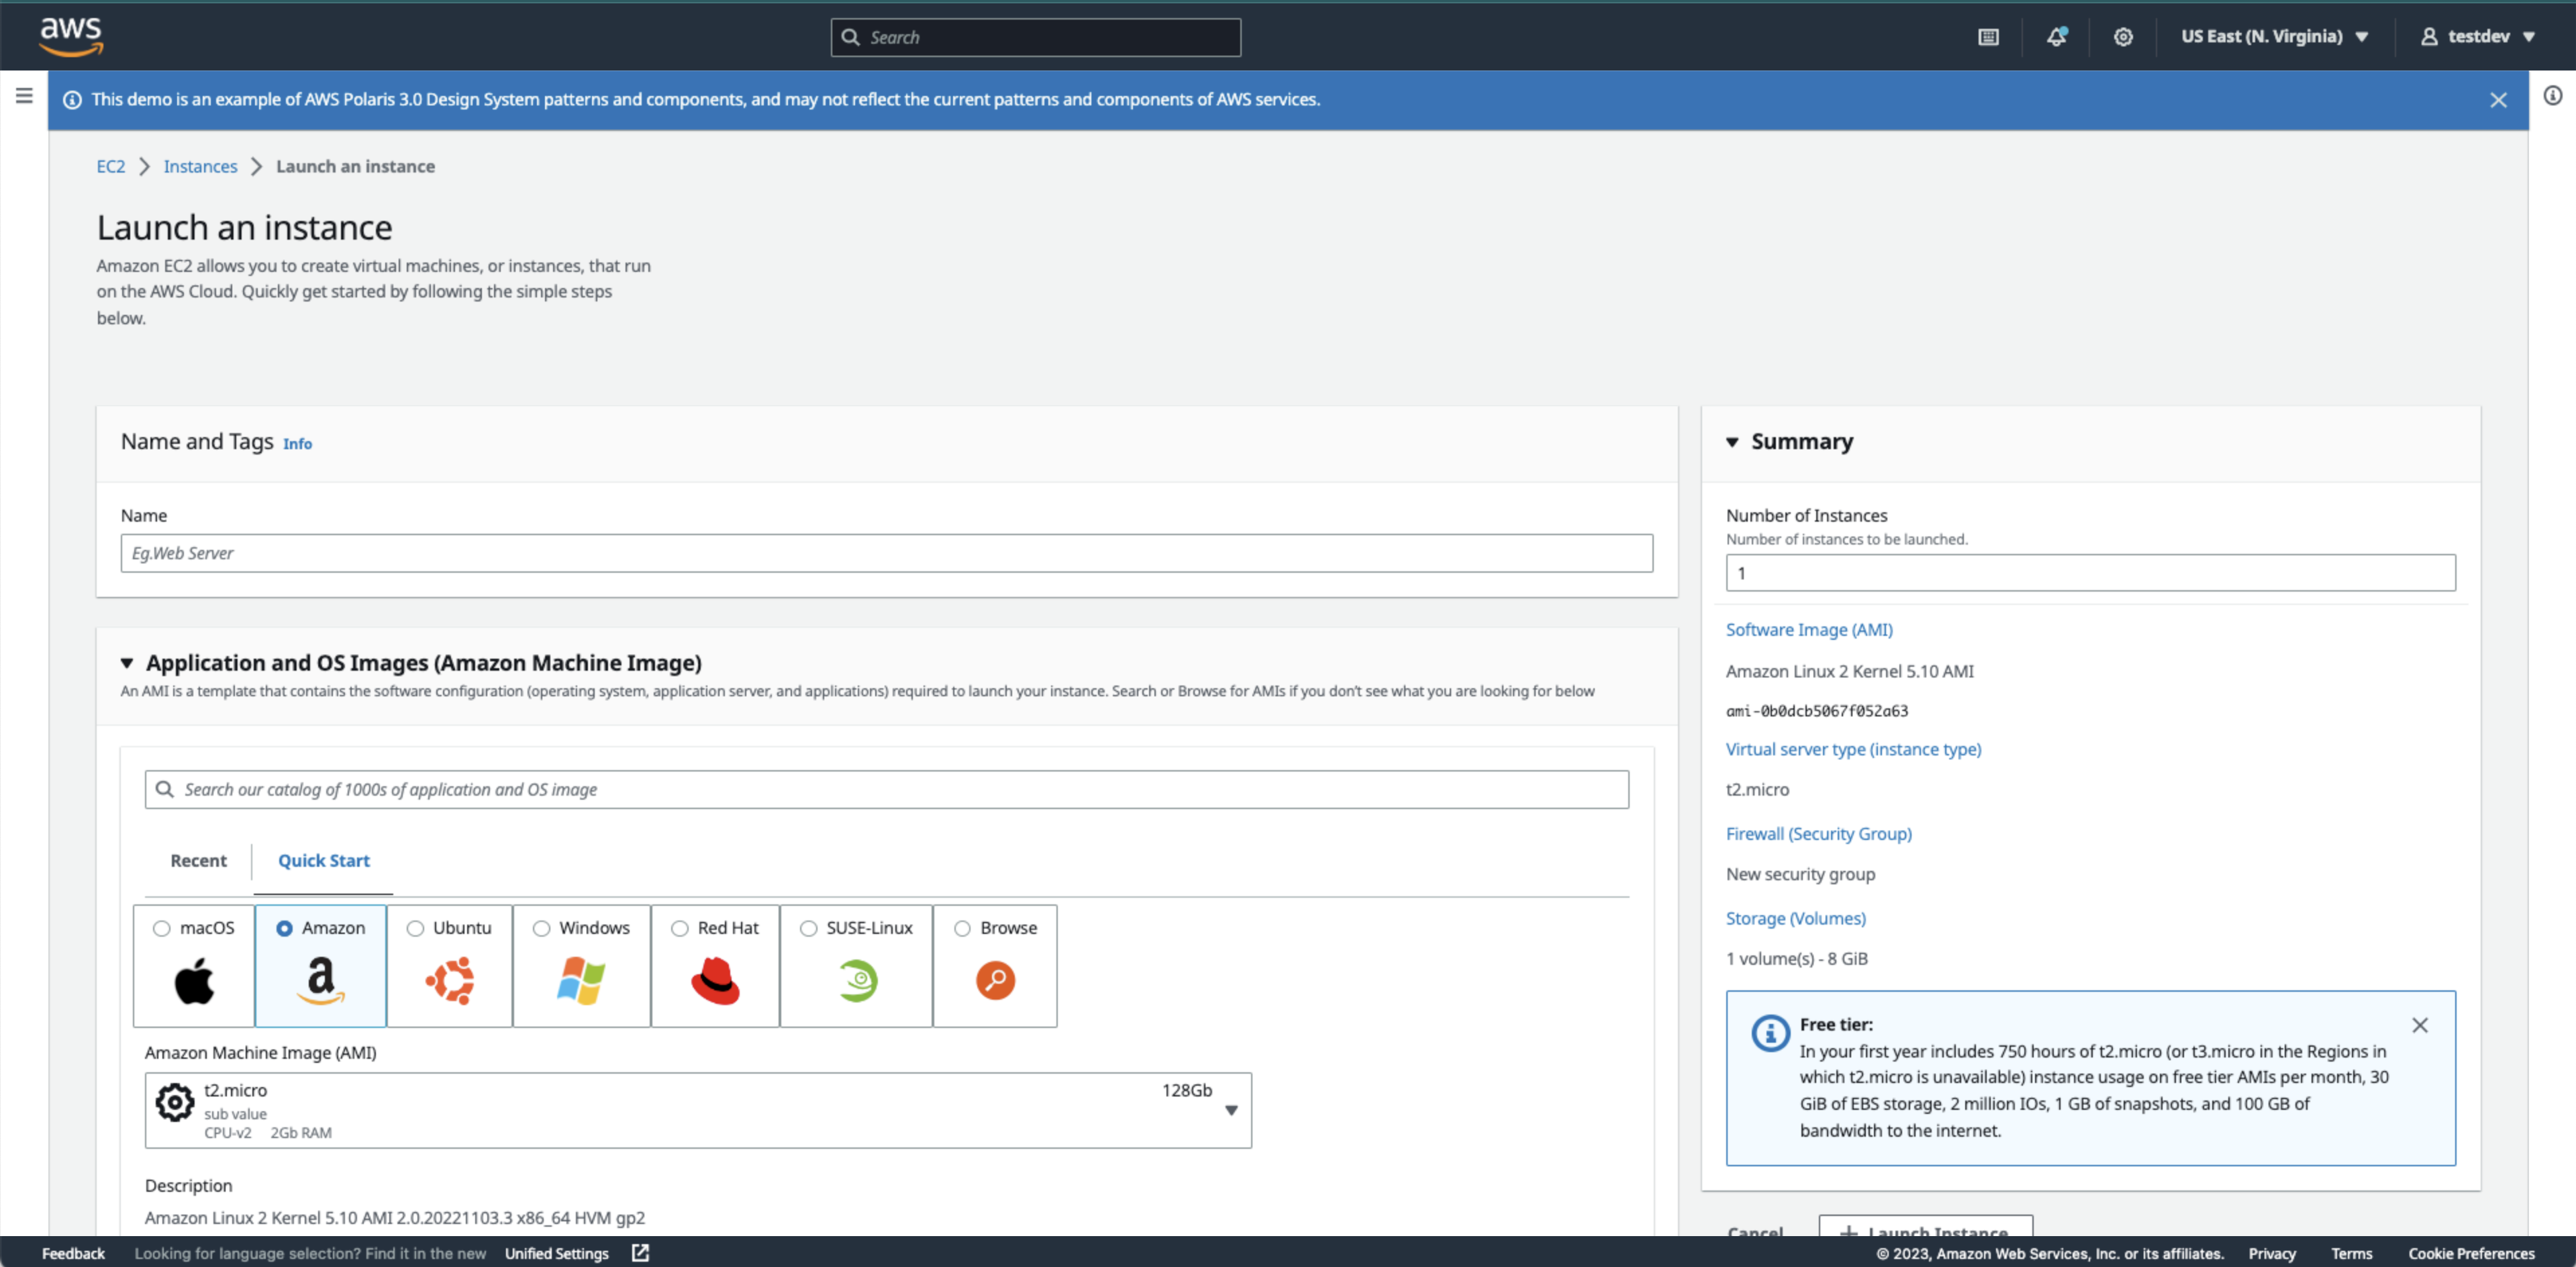 aws
Search
US East (N. Virginia)
testdev
This demo is an example of AWS Polaris 3.0 Design System patterns and components, and may not reflect the current patterns and components of AWS services.
EC2
Instances
Launch an instance
Launch an instance
Amazon EC2 allows you to create virtual machines, or instances, that run
on the AWS Cloud. Quickly get started by following the simple steps
below.
Name and Tags Info
Name
Eg.Web Server
Application and OS Images (Amazon Machine Image)
An AMI is a template that contains the software configuration (operating system, application server, and applications) required to launch your instance. Search or Browse for AMIs if you don't see what you are looking for below
Search our catalog of 1000s of application and OS image
Recent
Quick Start
macOS
Amazon
Ubuntu
Windows
Red Hat
SUSE-Linux
Browse
Amazon Machine Image (AMI)
t2.micro
128Gb
sub value
CPU-v2 2Gb RAM
Description
Amazon Linux 2 Kernel 5.10 AMI 2.0.20221103.3 x86_64 HVM gp2
Summary
Number of Instances
Number of instances to be launched.
1
Software Image (AMI)
Amazon Linux 2 Kernel 5.10 AMI
ami-0b0dcb5067f052a63
Virtual server type (instance type)
t2.micro
Firewall (Security Group)
New security group
Storage (Volumes)
1 volume(s) - 8 GiB
Free tier:
In your first year includes 750 hours of t2.micro (or t3.micro in the Regions in
which t2.micro is unavailable) instance usage on free tier AMIs per month, 30
GiB of EBS storage, 2 million IOs, 1 GB of snapshots, and 100 GB of
bandwidth to the internet.
Cancel
Launch Instance
Feedback
Looking for language selection? Find it in the new Unified Settings
© 2023, Amazon Web Services, Inc. or its affiliates.
Privacy
Terms
Cookie Preferences